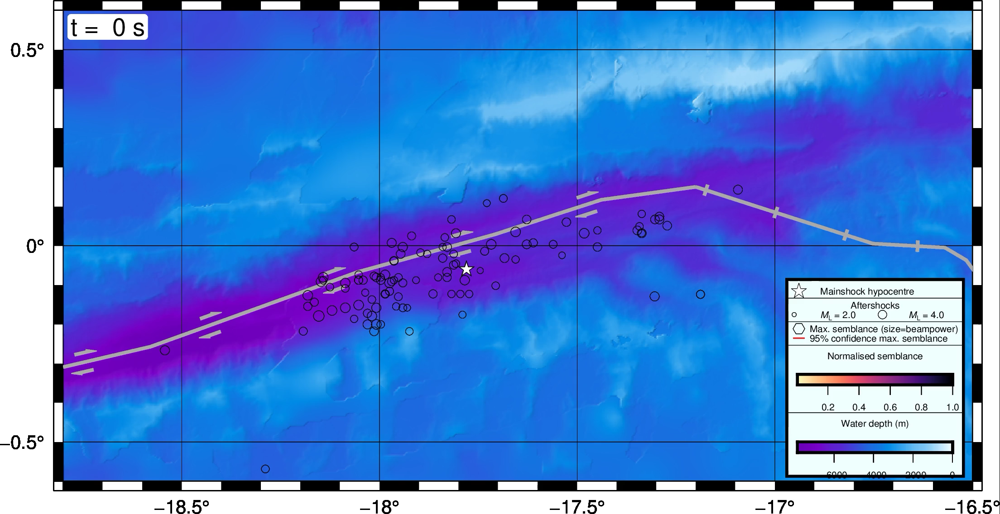 t = 0 s
0.5°
0°
−0.5°
Mainshock hypocentre
Aftershocks
ML = 2.0 ML = 4.0
Max. semblance (size=beampower)
95% confidence max. semblance
Normalised semblance
0.2 0.4 0.6 0.8 1.0
Water depth (m)
6000 4000 2000 0
−18.5° −18° −17.5° −17° −16.5°